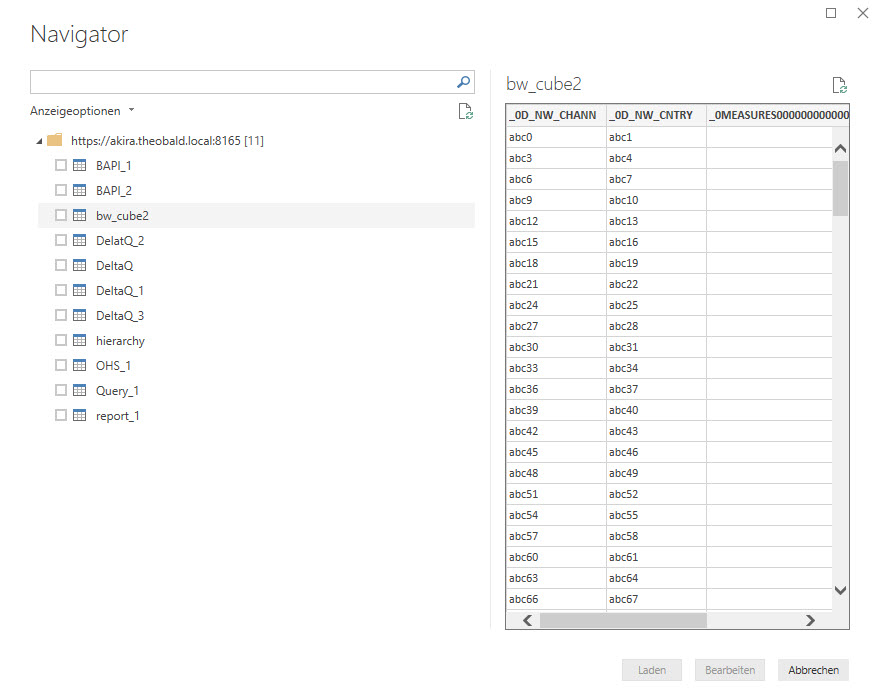 Navigator
Anzeigeoptionen
https://akira.theobald.local:8165 [11]
BAPI_1
BAPI_2
bw_cube2
DelatQ_2
DeltaQ
DeltaQ_1
DeltaQ_3
hierarchy
OHS_1
Query_1
report_1
bw_cube2
_0D_NW_CHANN _0D_NW_CNTRY _0MEASURES000000000000
abc0 abc1
abc3 abc4
abc6 abc7
abc9 abc10
abc12 abc13
abc15 abc16
abc18 abc19
abc21 abc22
abc24 abc25
abc27 abc28
abc30 abc31
abc33 abc34
abc36 abc37
abc39 abc40
abc42 abc43
abc45 abc46
abc48 abc49
abc51 abc52
abc54 abc55
abc57 abc58
abc60 abc61
abc63 abc64
abc66 abc67
Laden Bearbeiten Abbrechen